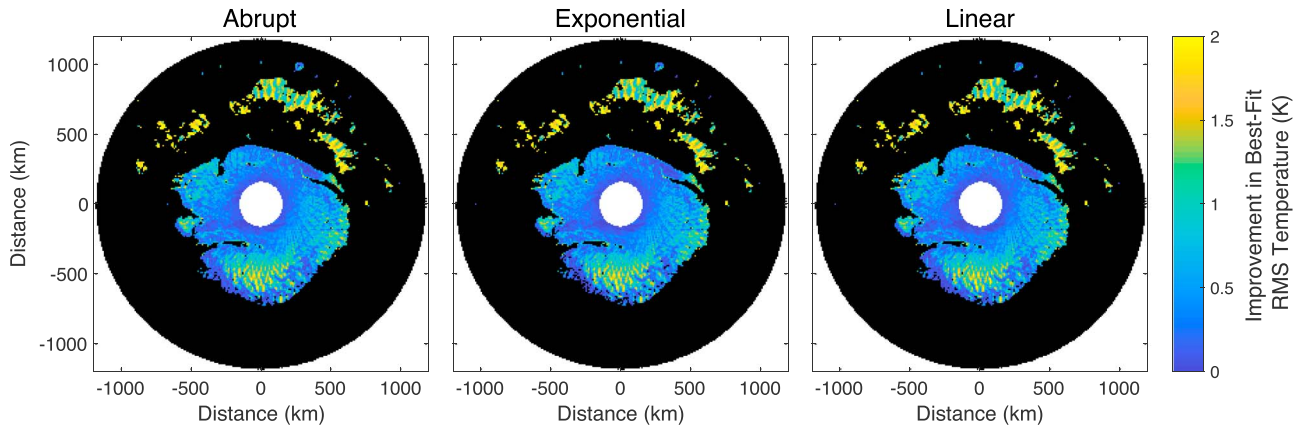 Abrupt
Exponential
Linear
1000
500
0
-500
-1000
Distance (km)
-1000 -500 0 500 1000
-1000 -500 0 500 1000
-1000 -500 0 500 1000
Distance (km)
Distance (km)
Distance (km)
2
1.5
1
0.5
0
Improvement in Best-Fit
RMS Temperature (K)